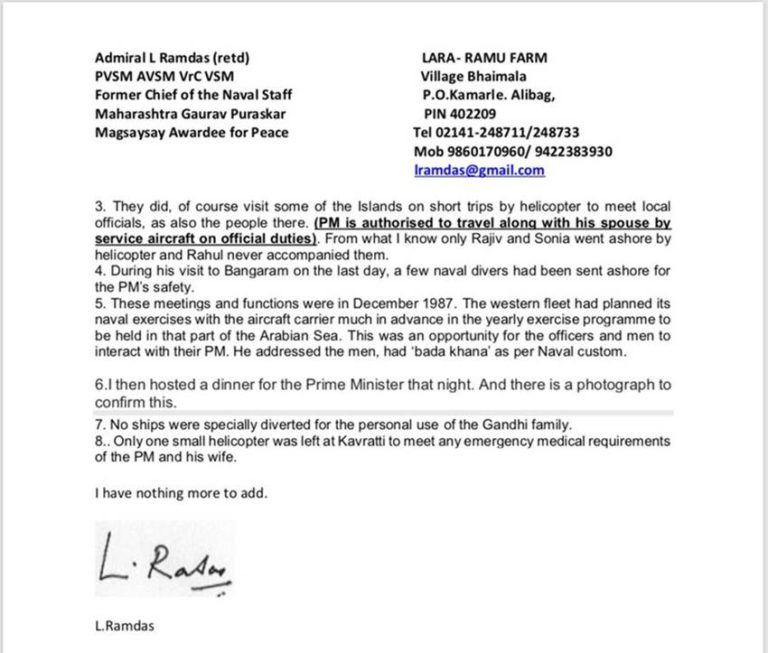 Admiral L Ramdas (retd)
PVSM AVSM VrC VSM
Former Chief of the Naval Staff
Maharashtra Gaurav Puraskar
Magsaysay Awardee for Peace
LARA- RAMU FARM
Village Bhaimala
P.O.Kamarle. Alibag,
PIN 402209
Tel 02141-248711/248733
Mob 9860170960/ 9422383930
lramdas@gmail.com
3. They did, of course visit some of the Islands on short trips by helicopter to meet local
officials, as also the people there. (PM is authorised to travel along with his spouse by
service aircraft on official duties). From what I know only Rajiv and Sonia went ashore by
helicopter and Rahul never accompanied them.
4. During his visit to Bangaram on the last day, a few naval divers had been sent ashore for
the PM's safety.
5. These meetings and functions were in December 1987. The western fleet had planned its
naval exercises with the aircraft carrier much in advance in the yearly exercise programme to
be held in that part of the Arabian Sea. This was an opportunity for the officers and men to
interact with their PM. He addressed the men, had 'bada khana' as per Naval custom.
6.I then hosted a dinner for the Prime Minister that night. And there is a photograph to
confirm this.
7. No ships were specially diverted for the personal use of the Gandhi family.
8.. Only one small helicopter was left at Kavratti to meet any emergency medical requirements
of the PM and his wife.
I have nothing more to add.
L. Ramdas
L.Ramdas